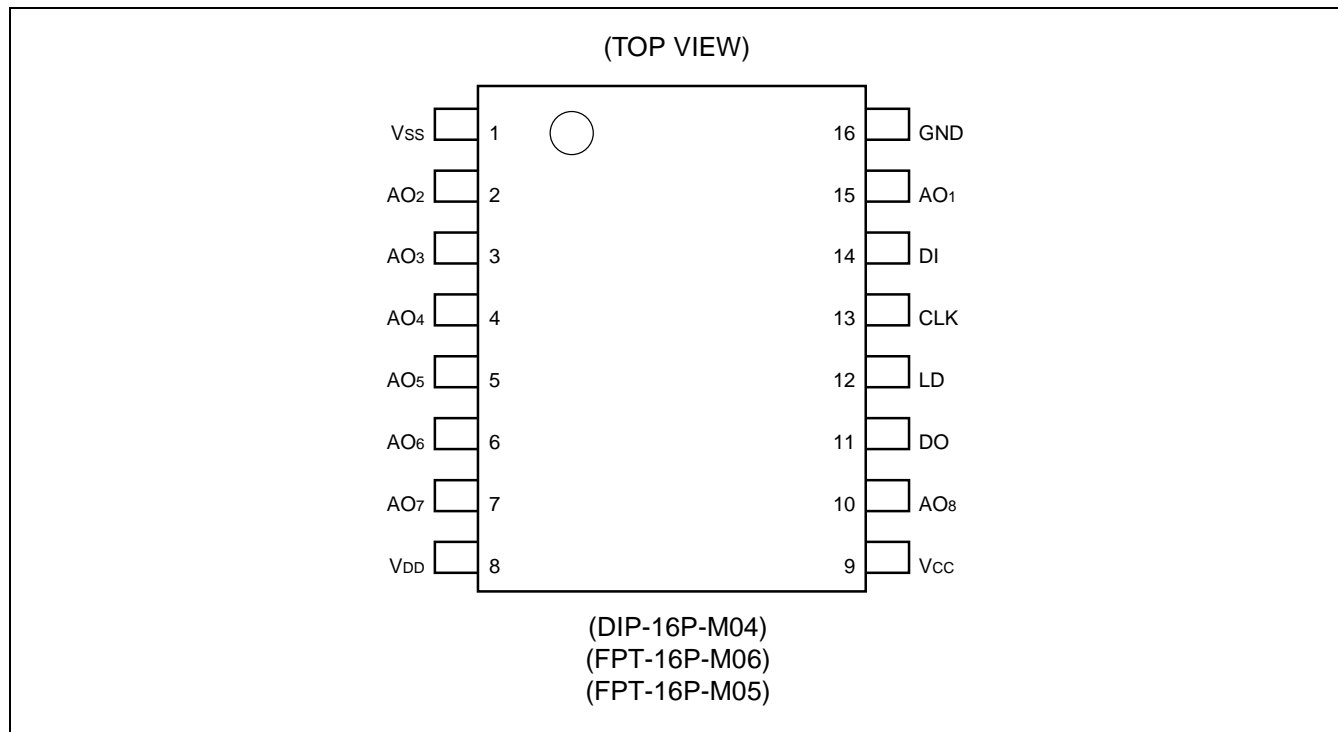 (TOP VIEW)
VSS 1 16 GND
AO2 2 15 AO1
AO3 3 14 DI
AO4 4 13 CLK
AO5 5 12 LD
AO6 6 11 DO
AO7 7 10 AO8
VDD 8 9 VCC
(DIP-16P-M04)
(FPT-16P-M06)
(FPT-16P-M05)